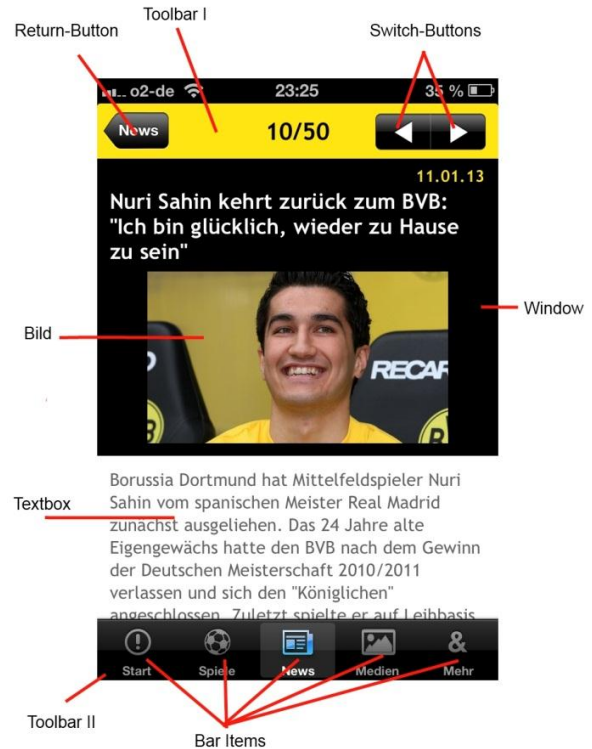 Toolbar I
Return-Button
Switch-Buttons
o2-de 23:25 35 %
News 10/50
11.01.13
Nuri Sahin kehrt zurück zum BVB:
"Ich bin glücklich, wieder zu Hause
zu sein"
Window
Bild
RECAR
Borussia Dortmund hat Mittelfeldspieler Nuri
Textbox
Sahin vom spanischen Meister Real Madrid
zunächst ausgeliehen. Das 24 Jahre alte
Eigengewächs hatte den BVB nach dem Gewinn
der Deutschen Meisterschaft 2010/2011
verlassen und sich den "Königlichen"
angeschlossen. Zuletzt spielte er auf Leihbasis
& 
Start Spiele News Medien Mehr
Toolbar II
Bar Items